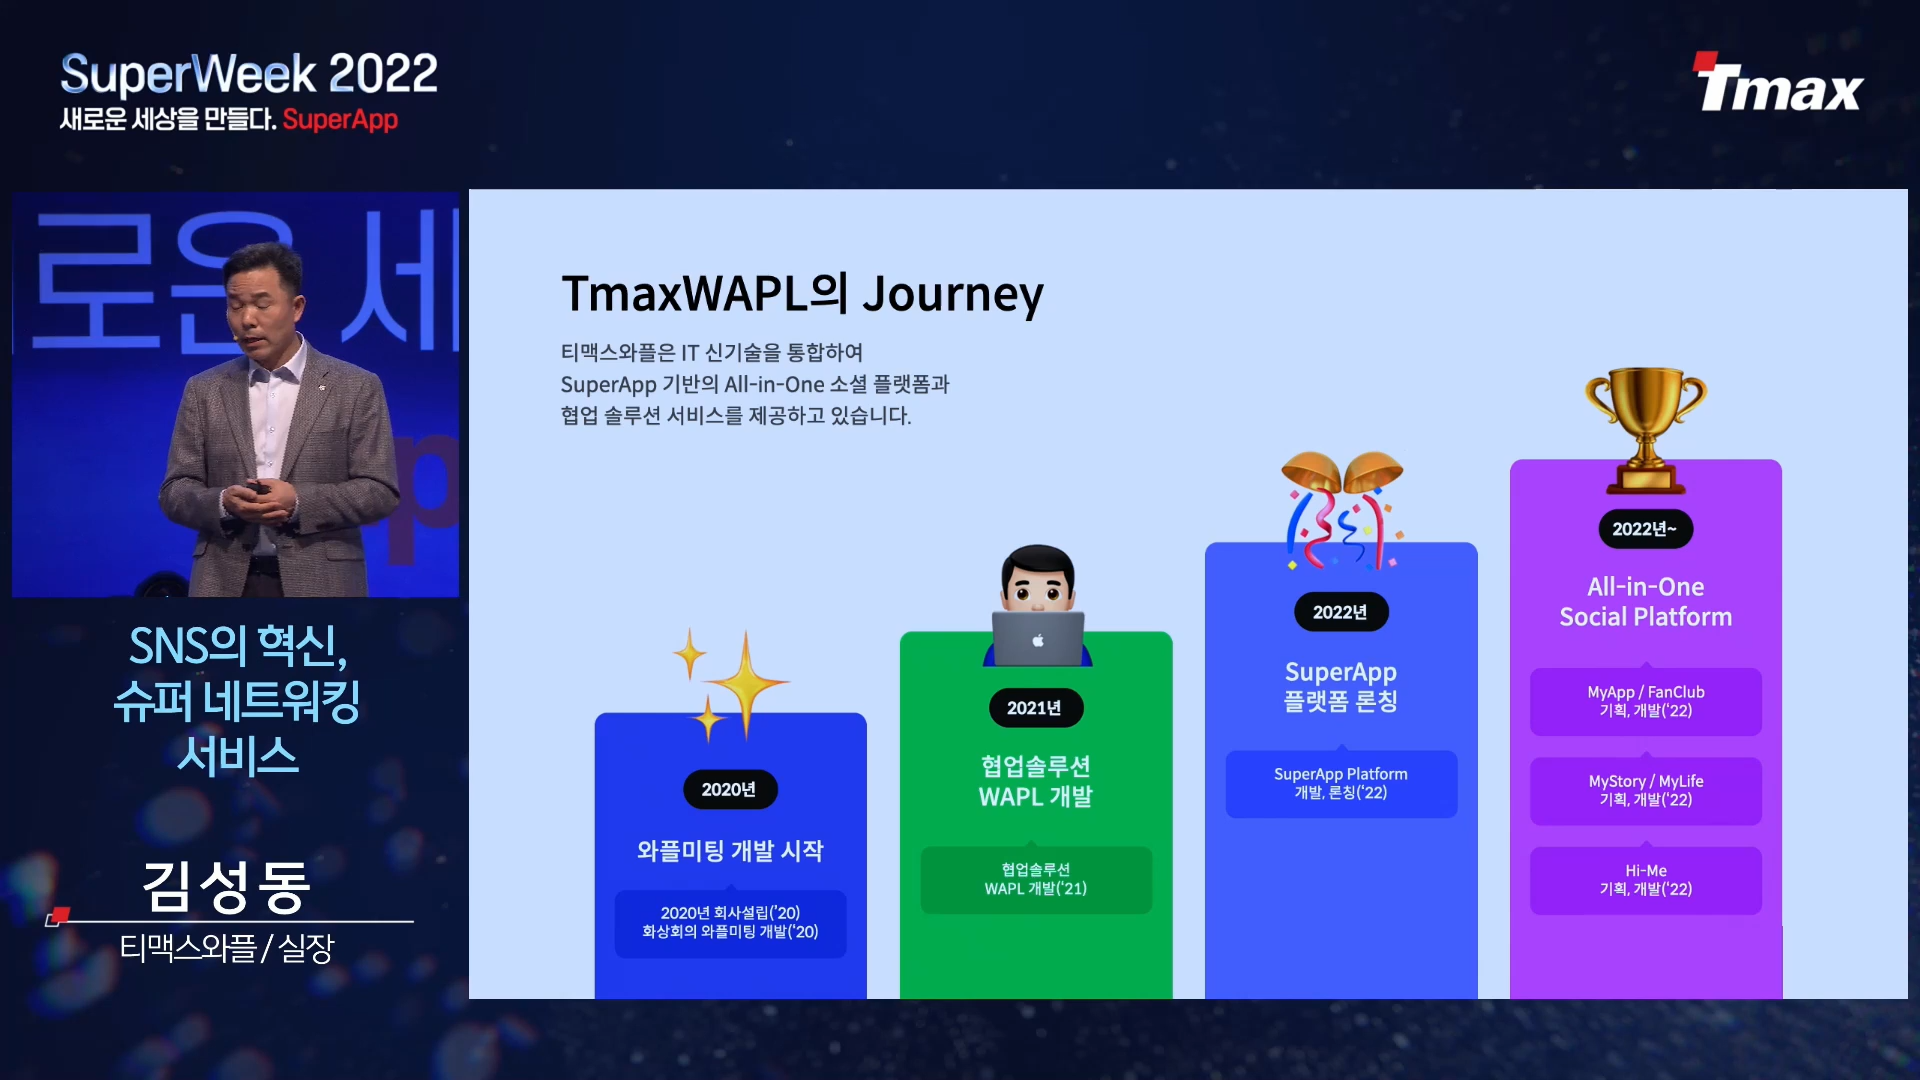 SuperWeek 2022
새로운 세상을 만들다. SuperApp
Tmax
로운 세
p
SNS의 혁신,
슈퍼 네트워킹
서비스
김성동
티맥스와플 / 실장
TmaxWAPL의 Journey
티맥스와플은 IT 신기술을 통합하여
SuperApp 기반의 All-in-One 소셜 플랫폼과
협업 솔루션 서비스를 제공하고 있습니다.
2020년
와플미팅 개발 시작
2020년 회사설립('20)
화상회의 와플미팅 개발('20)
2021년
협업솔루션
WAPL 개발
협업솔루션
WAPL 개발('21)
2022년
SuperApp
플랫폼 론칭
SuperApp Platform
개발, 론칭('22)
2022년~
All-in-One
Social Platform
MyApp / FanClub
기획, 개발('22)
MyStory / MyLife
기획, 개발('22)
Hi-Me
기획, 개발('22)